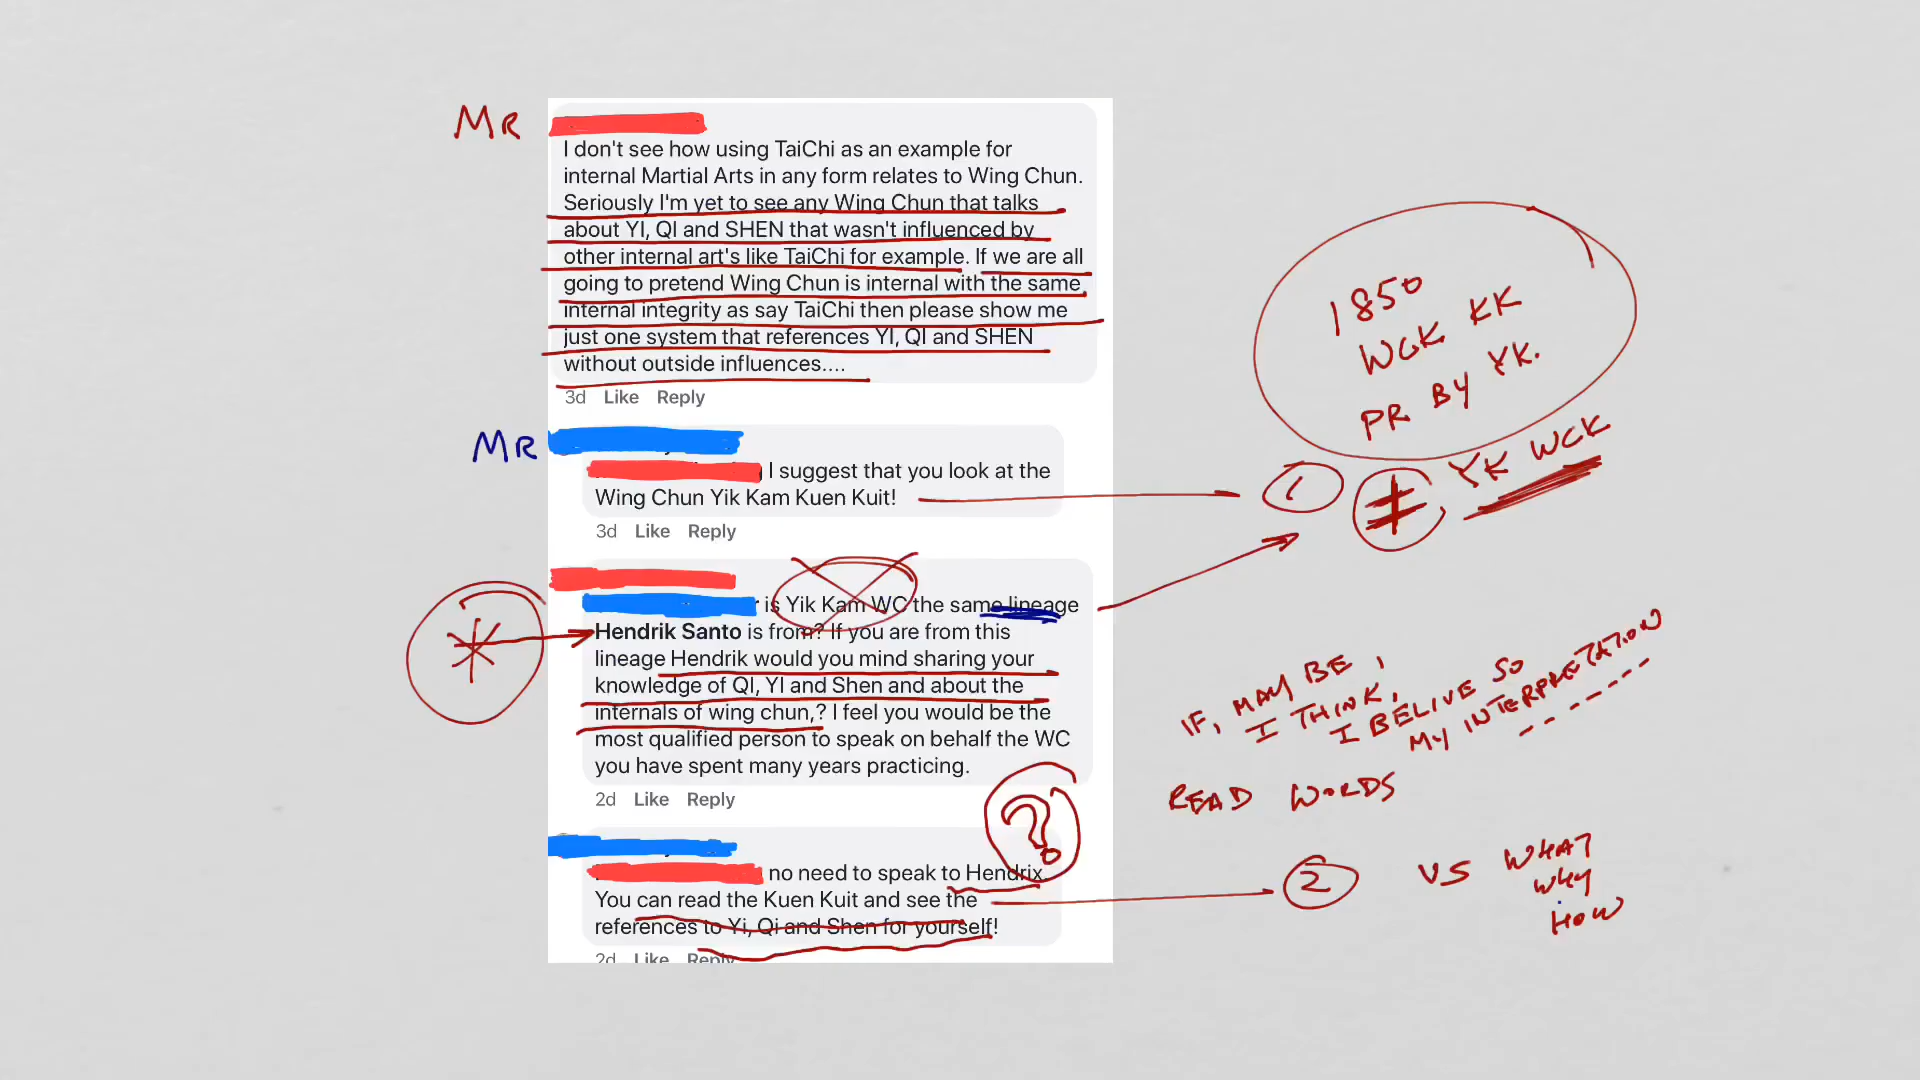 MR
I don't see how using TaiChi as an example for
internal Martial Arts in any form relates to Wing Chun.
Seriously I'm yet to see any Wing Chun that talks
about YI, QI and SHEN that wasn't influenced by
other internal art's like TaiChi for example. If we are all
going to pretend Wing Chun is internal with the same
internal integrity as say TaiChi then please show me
just one system that references YI, QI and SHEN
without outside influences....
3d Like Reply
MR
I suggest that you look at the
Wing Chun Yik Kam Kuen Kuit!
3d Like Reply
is Yik Kam WC the same lineage
Hendrik Santo is from? If you are from this
lineage Hendrik would you mind sharing your
knowledge of QI, YI and Shen and about the
internals of wing chun,? I feel you would be the
most qualified person to speak on behalf the WC
you have spent many years practicing.
2d Like Reply
?
no need to speak to Hendrix.
You can read the Kuen Kuit and see the
references to Yi, Qi and Shen for yourself!
2d Like Reply
1850
WCK KK
PR BY YK.
1 ≠ YK WCK
IF, MAY BE,
I THINK,
I BELIVE SO
MY INTERPRETATION
READ WORDS
2 VS WHAT
WHY
HOW